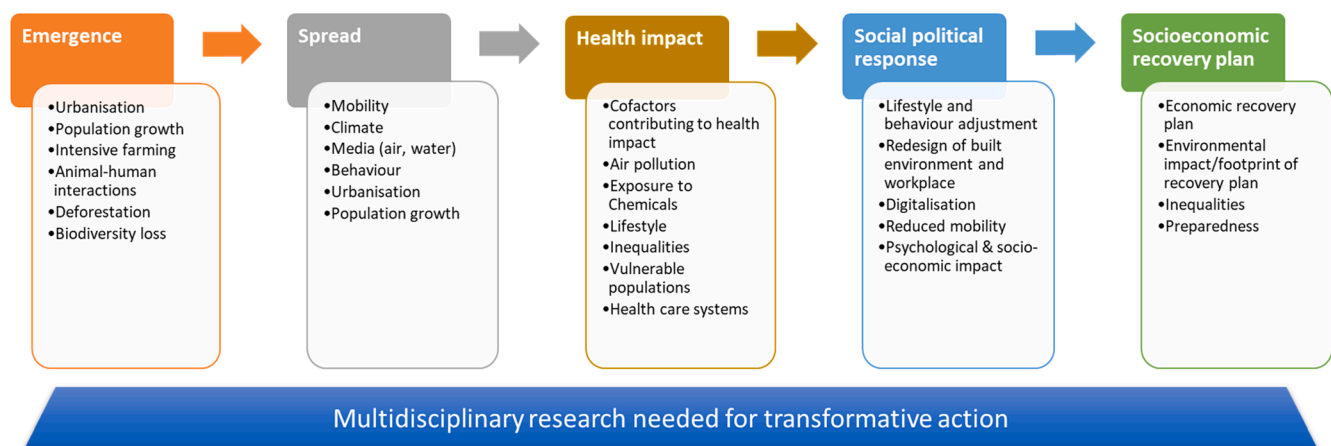 Emergence
•Urbanisation
•Population growth
•Intensive farming
•Animal-human
interactions
•Deforestation
•Biodiversity loss
Spread
•Mobility
•Climate
•Media (air, water)
•Behaviour
•Urbanisation
•Population growth
Health impact
•Cofactors
contributing to health
impact
•Air pollution
•Exposure to
Chemicals
•Lifestyle
•Inequalities
•Vulnerable
populations
•Health care systems
Social political
response
•Lifestyle and
behaviour adjustment
•Redesign of built
environment and
workplace
•Digitalisation
•Reduced mobility
•Psychological & socio-
economic impact
Socioeconomic
recovery plan
•Economic recovery
plan
•Environmental
impact/footprint of
recovery plan
•Inequalities
•Preparedness
Multidisciplinary research needed for transformative action